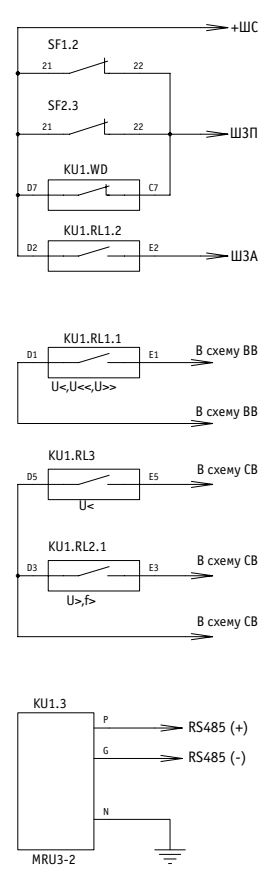 +ШС
SF1.2
21 22
SF2.3
21 22
ШЗП
KU1.WD
D7 C7
KU1.RL1.2
D2 E2
ШЗА
KU1.RL1.1
D1 E1
В схему ВВ
U<,U<<,U>>
В схему ВВ
KU1.RL3
D5 E5
В схему СВ
U<
KU1.RL2.1
D3 E3
В схему СВ
U>,f>
В схему СВ
KU1.3
P
RS485 (+)
G
RS485 (-)
N
MRU3-2